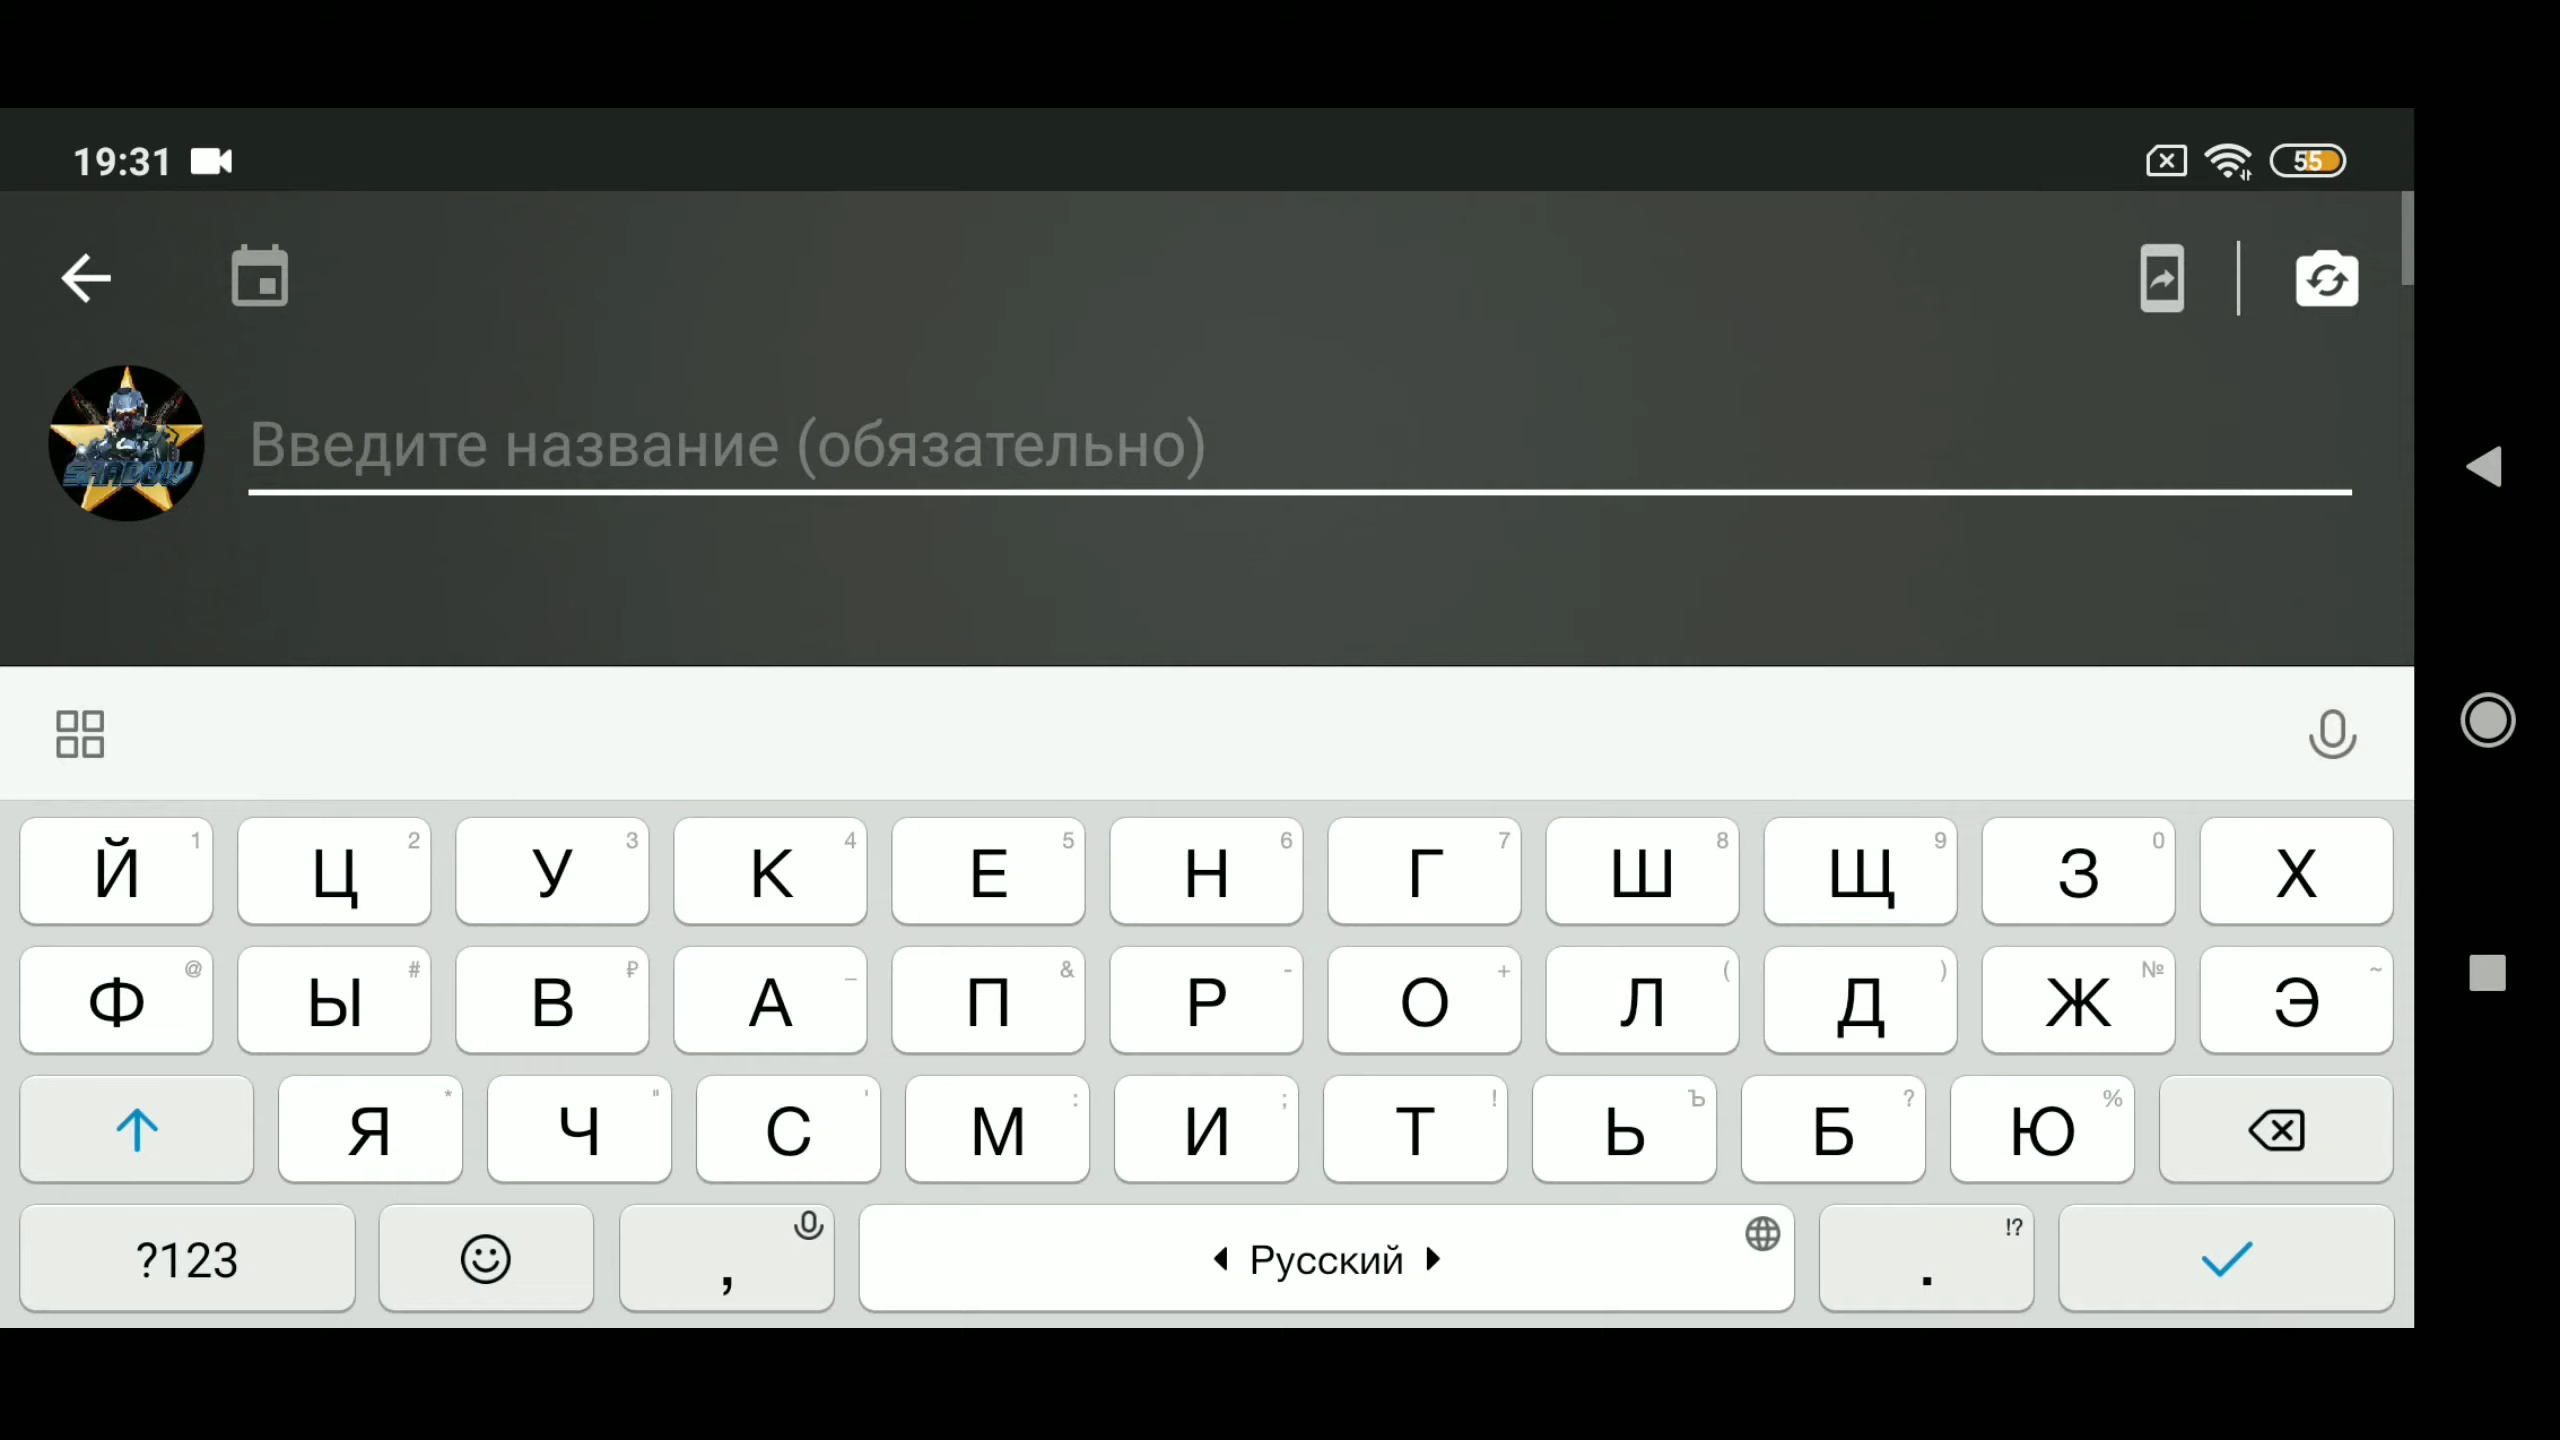 19:31
55
SHADOW
Введите название (обязательно)
Й 1 Ц 2 У 3 К 4 Е 5 Н 6 Г 7 Ш 8 Щ 9 З 0 Х
Ф @ Ы # В ₽ А _ П & Р - О + Л ( Д ) Ж № Э ~
Я * Ч " С ' М : И ; Т ! Ь Ъ Б ? Ю %
?123 , Русский . !?